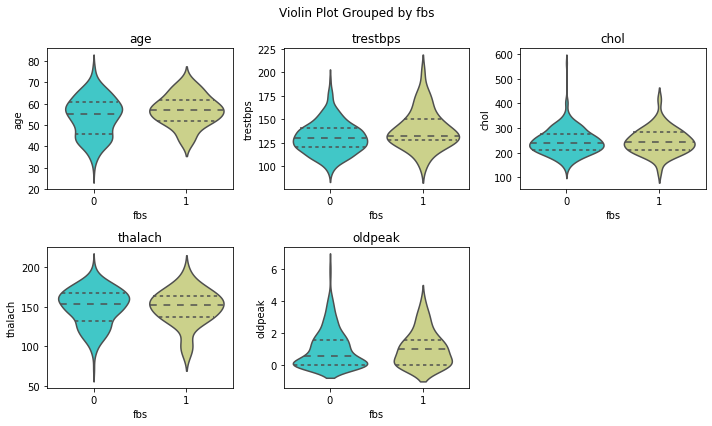 Violin Plot Grouped by fbs
age
80
70
60
50
40
30
20
age
0
1
fbs
trestbps
225
200
175
150
125
100
trestbps
0
1
fbs
chol
600
500
400
300
200
100
chol
0
1
fbs
thalach
200
150
100
50
thalach
0
1
fbs
oldpeak
6
4
2
0
oldpeak
0
1
fbs